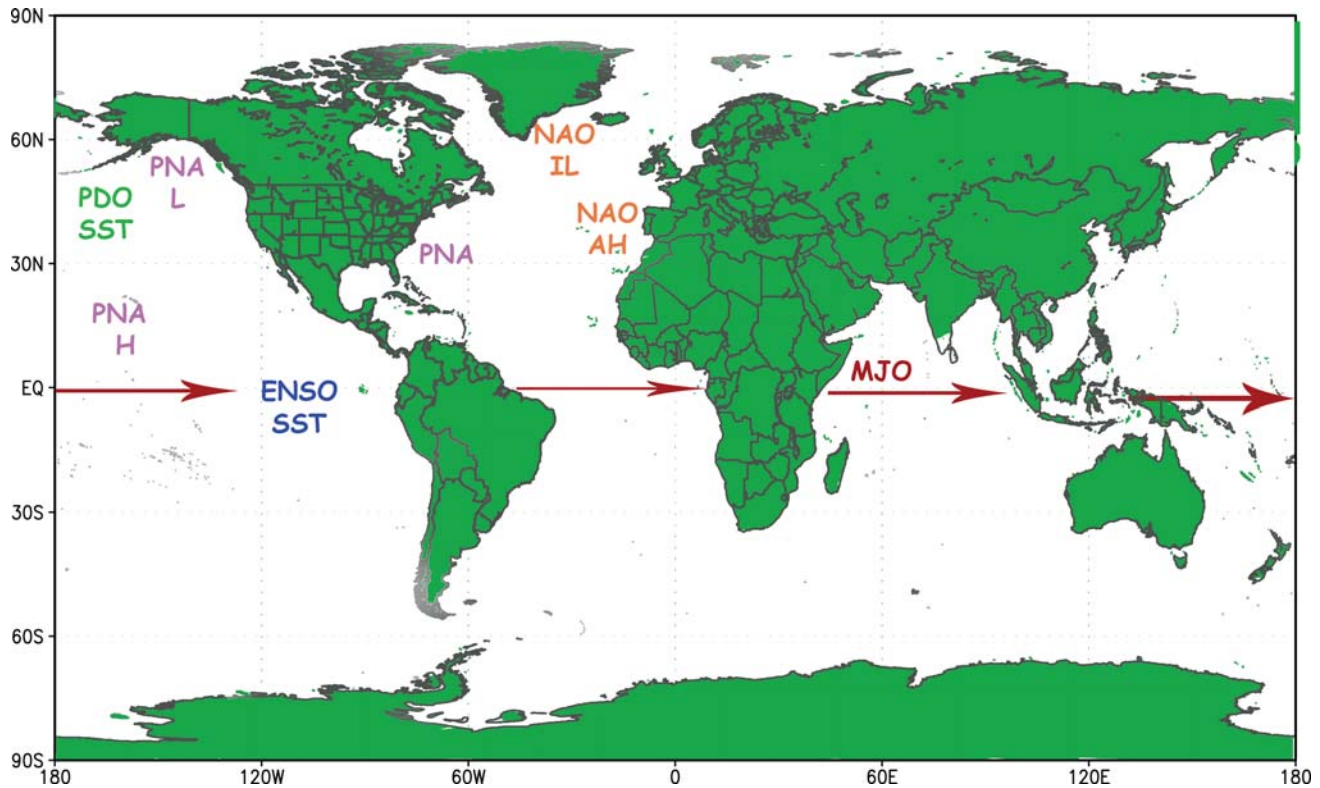 90N
60N
30N
EQ
30S
60S
90S
NAO
IL
PNA
L
PDO
SST
NAO
AH
PNA
PNA
H
MJO
ENSO
SST
180
120W
60W
0
60E
120E
180